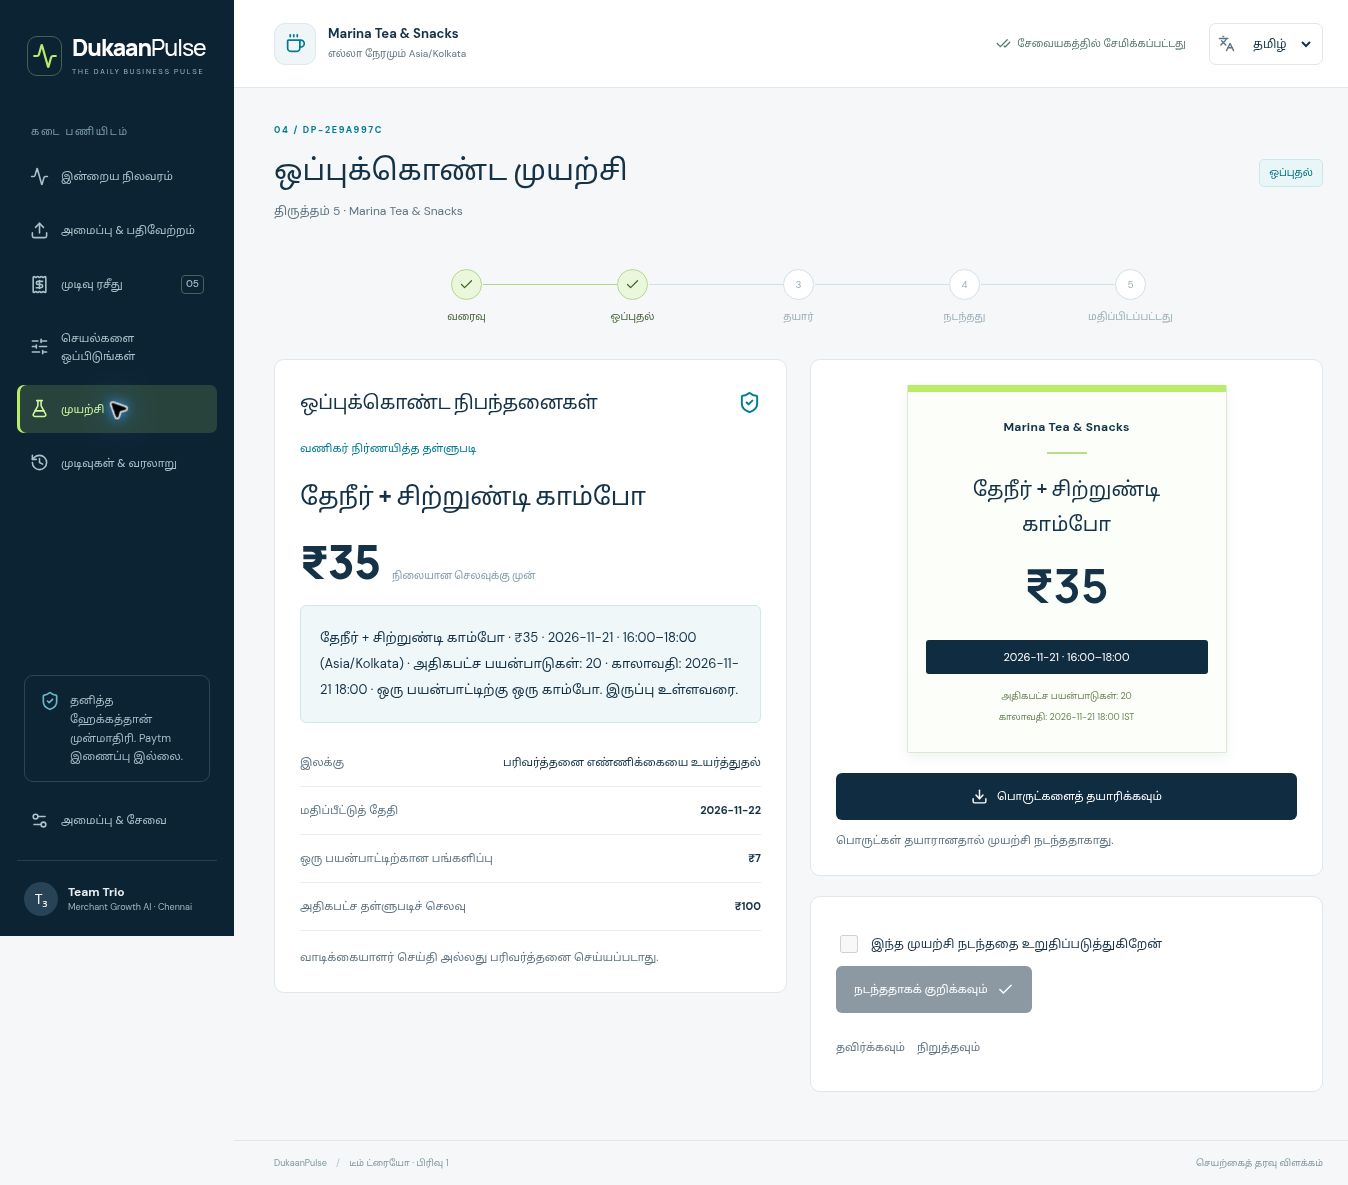 DukaanPulse
THE DAILY BUSINESS PULSE
கடை பணியிடம்
இன்றைய நிலவரம்
அமைப்பு & பதிவேற்றம்
முடிவு ரசீது
05
செயல்களை
ஒப்பிடுங்கள்
முயற்சி
முடிவுகள் & வரலாறு
தனித்த
ஹேக்கத்தான்
முன்மாதிரி. Paytm
இணைப்பு இல்லை.
அமைப்பு & சேவை
T₃
Team Trio
Merchant Growth AI · Chennai
Marina Tea & Snacks
எல்லா நேரமும் Asia/Kolkata
சேவையகத்தில் சேமிக்கப்பட்டது
தமிழ்
04 / DP-2E9A997C
ஒப்புக்கொண்ட முயற்சி
ஒப்புதல்
திருத்தம் 5 · Marina Tea & Snacks
3
4
5
வரைவு
ஒப்புதல்
தயார்
நடந்தது
மதிப்பிடப்பட்டது
ஒப்புக்கொண்ட நிபந்தனைகள்
வணிகர் நிர்ணயித்த தள்ளுபடி
தேநீர் + சிற்றுண்டி காம்போ
₹35
நிலையான செலவுக்கு முன்
தேநீர் + சிற்றுண்டி காம்போ · ₹35 · 2026-11-21 · 16:00–18:00
(Asia/Kolkata) · அதிகபட்ச பயன்பாடுகள்: 20 · காலாவதி: 2026-11-
21 18:00 · ஒரு பயன்பாட்டிற்கு ஒரு காம்போ. இருப்பு உள்ளவரை.
இலக்கு
பரிவர்த்தனை எண்ணிக்கையை உயர்த்துதல்
மதிப்பீட்டுத் தேதி
2026-11-22
ஒரு பயன்பாட்டிற்கான பங்களிப்பு
₹7
அதிகபட்ச தள்ளுபடிச் செலவு
₹100
வாடிக்கையாளர் செய்தி அல்லது பரிவர்த்தனை செய்யப்படாது.
Marina Tea & Snacks
தேநீர் + சிற்றுண்டி
காம்போ
₹35
2026-11-21 · 16:00–18:00
அதிகபட்ச பயன்பாடுகள்: 20
காலாவதி: 2026-11-21 18:00 IST
பொருட்களைத் தயாரிக்கவும்
பொருட்கள் தயாரானதால் முயற்சி நடந்ததாகாது.
இந்த முயற்சி நடந்ததை உறுதிப்படுத்துகிறேன்
நடந்ததாகக் குறிக்கவும்
தவிர்க்கவும்
நிறுத்தவும்
DukaanPulse / டீம் ட்ரையோ · பிரிவு 1
செயற்கைத் தரவு விளக்கம்